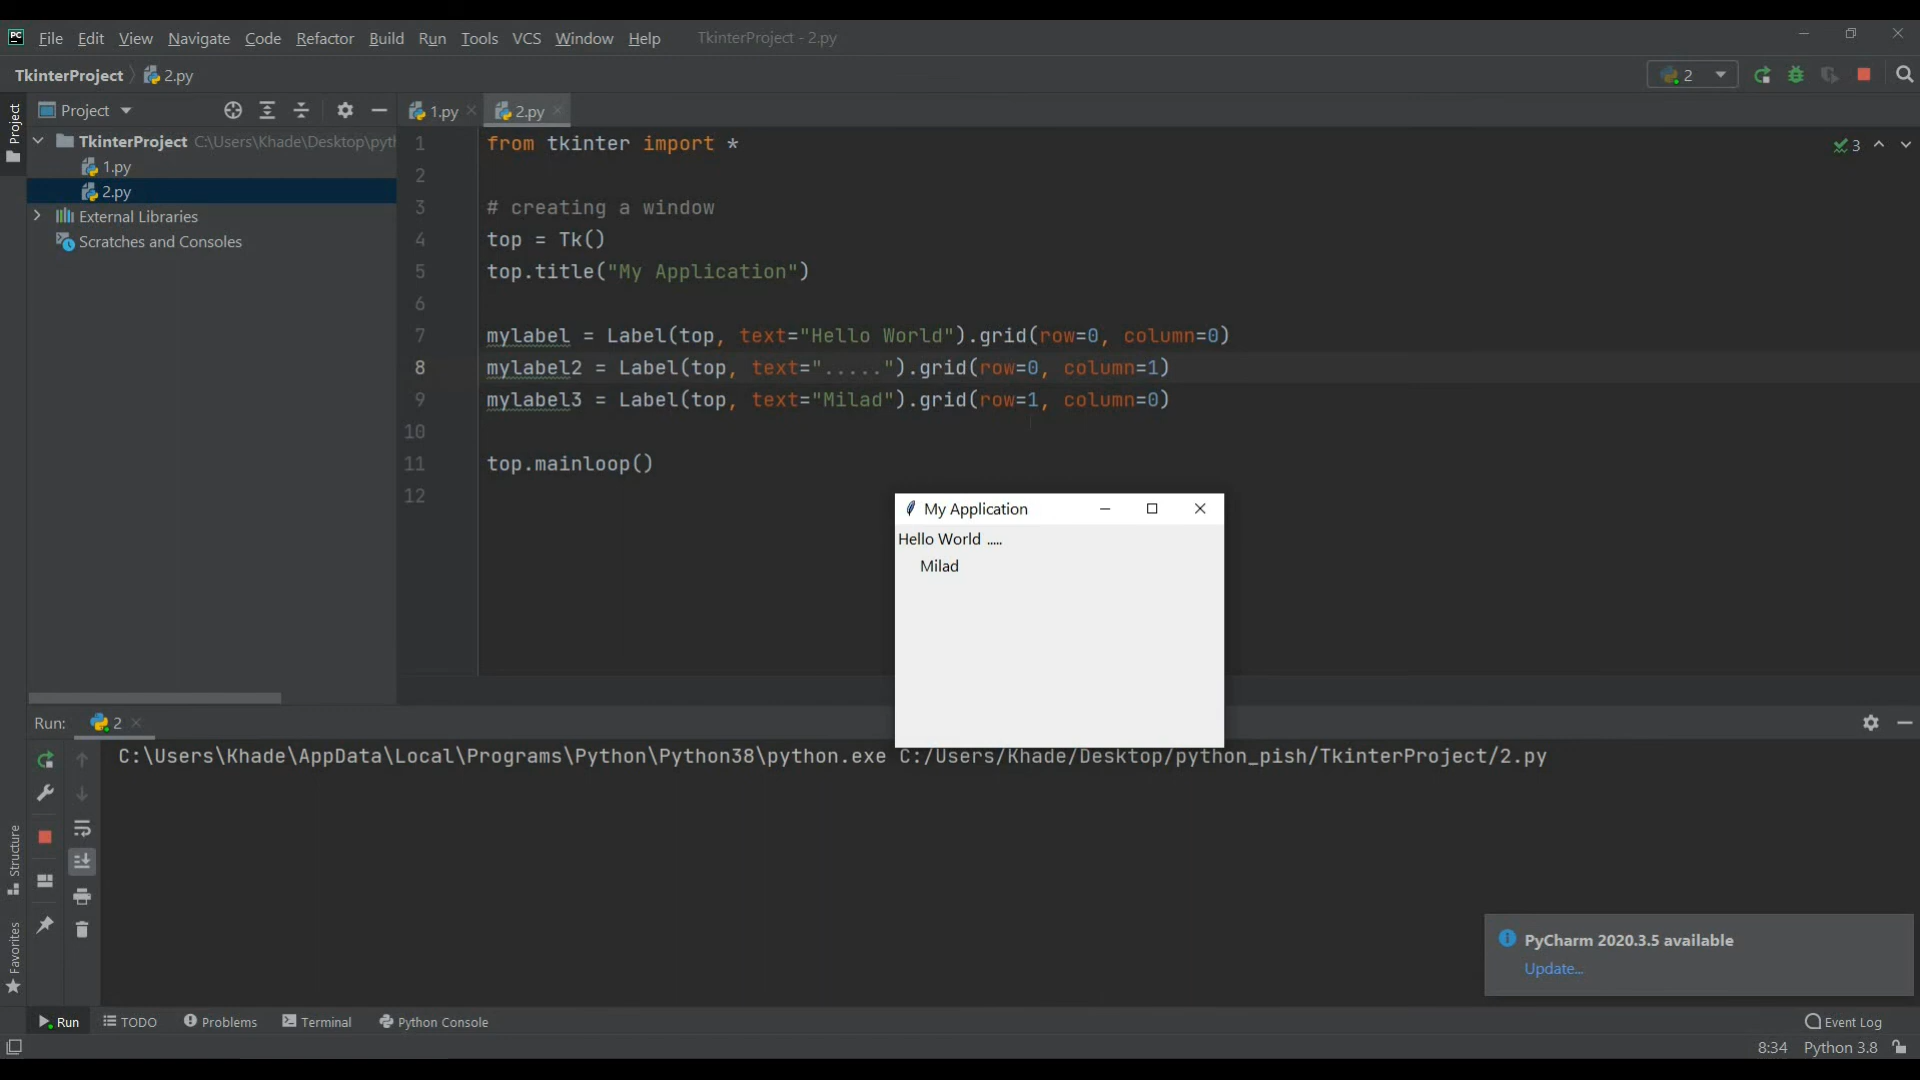 PC File Edit View Navigate Code Refactor Build Run Tools VCS Window Help TkinterProject - 2.py
TkinterProject 2.py 2
Project 1.py 2.py
Project
TkinterProject C:\Users\Khade\Desktop\pyt
1.py
2.py
External Libraries
Scratches and Consoles
3
1 from tkinter import *
2
3 # creating a window
4 top = Tk()
5 top.title("My Application")
6
7 mylabel = Label(top, text="Hello World").grid(row=0, column=0)
8 mylabel2 = Label(top, text=".....").grid(row=0, column=1)
9 mylabel3 = Label(top, text="Milad").grid(row=1, column=0)
10
11 top.mainloop()
12
My Application
Hello World .....
Milad
Run: 2
C:\Users\Khade\AppData\Local\Programs\Python\Python38\python.exe C:/Users/Khade/Desktop/python_pish/TkinterProject/2.py
Structure
Favorites
PyCharm 2020.3.5 available
Update...
Run TODO Problems Terminal Python Console Event Log
8:34 Python 3.8